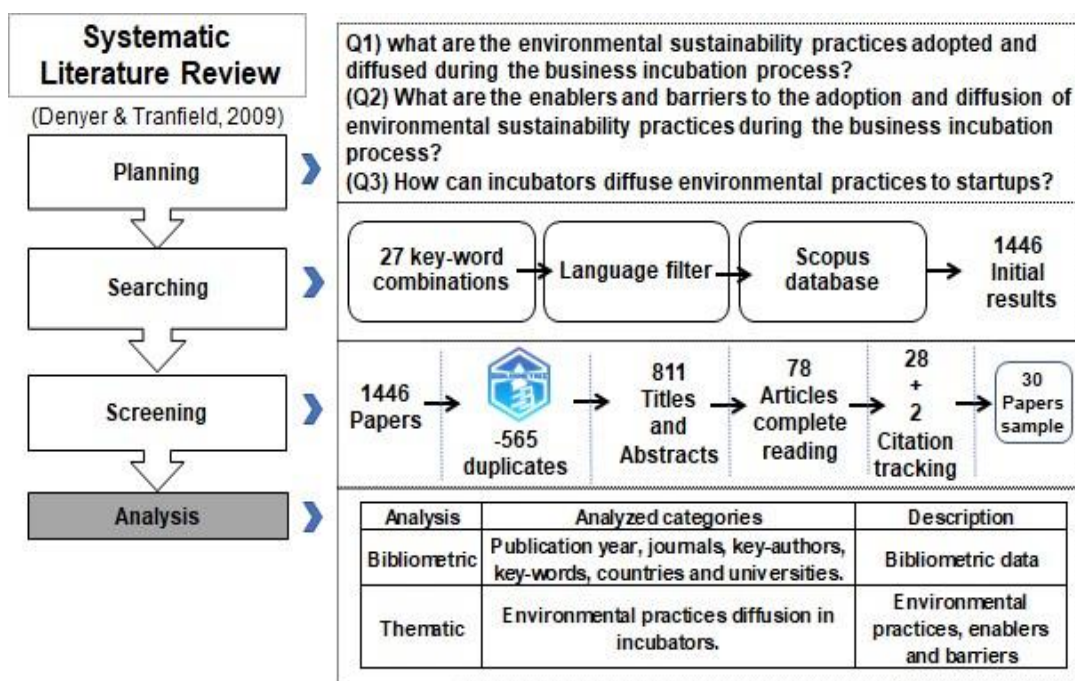 Systematic
Literature Review
(Denyer & Tranfield, 2009)
Planning
Searching
Screening
Analysis
Q1) what are the environmental sustainability practices adopted and
diffused during the business incubation process?
(Q2) What are the enablers and barriers to the adoption and diffusion of
environmental sustainability practices during the business incubation
process?
(Q3) How can incubators diffuse environmental practices to startups?
27 key-word
combinations
Language filter
Scopus
database
1446
Initial
results
1446
Papers
BIBLIOMETRIX
-565
duplicates
811
Titles
and
Abstracts
78
Articles
complete
reading
28
+
2
Citation
tracking
30
Papers
sample
Analysis
Analyzed categories
Description
Bibliometric
Publication year, journals, key-authors,
key-words, countries and universities.
Bibliometric data
Thematic
Environmental practices diffusion in
incubators.
Environmental
practices, enablers
and barriers